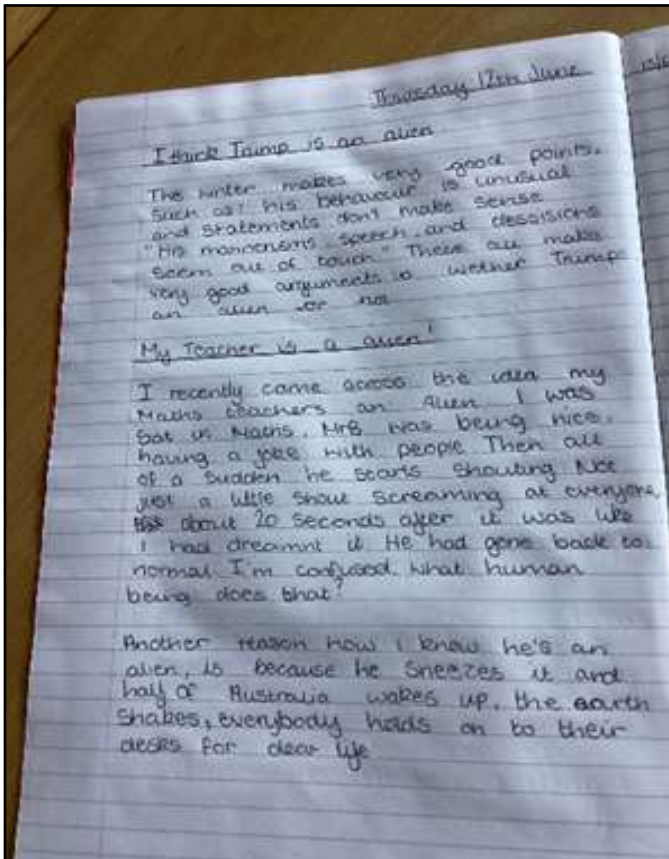 Thursday 12th June
I think Trump is an alien
The writer makes very good points.
Such as: his behaviour is unusual
and statements don't make sense
"His mannerisms, speech, and dessisions
seem out of touch." These all make
very good arguments o wether Trump
an alien or not
My Teacher is a alien!
I recently came across the idea my
Maths teachers an Alien. I was
Sat in Maths. MrB was being nice.
having a joke with people Then out
of a sudden he starts shouting Not
just a little shout screaming at everyone
about 20 seconds after it was like
I had dreamnt it He had gone back to
normal I'm confused. What human
being does that?
Another reason how I know he's an
alien, is because he sneezes it and
half of Australia wakes up, the earth
shakes, everybody holds on to their
desks for dear life